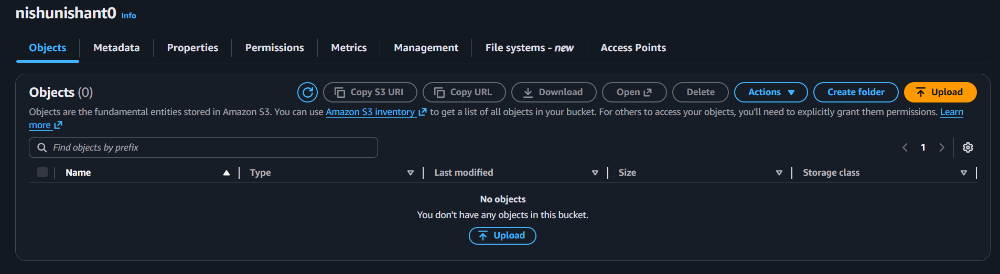 nishunishant0 Info
Objects Metadata Properties Permissions Metrics Management File systems - new Access Points
Objects (0) Copy S3 URI Copy URL Download Open Delete Actions Create folder Upload
Objects are the fundamental entities stored in Amazon S3. You can use Amazon S3 inventory to get a list of all objects in your bucket. For others to access your objects, you'll need to explicitly grant them permissions. Learn
more
Find objects by prefix 1
Name Type Last modified Size Storage class
No objects
You don't have any objects in this bucket.
Upload